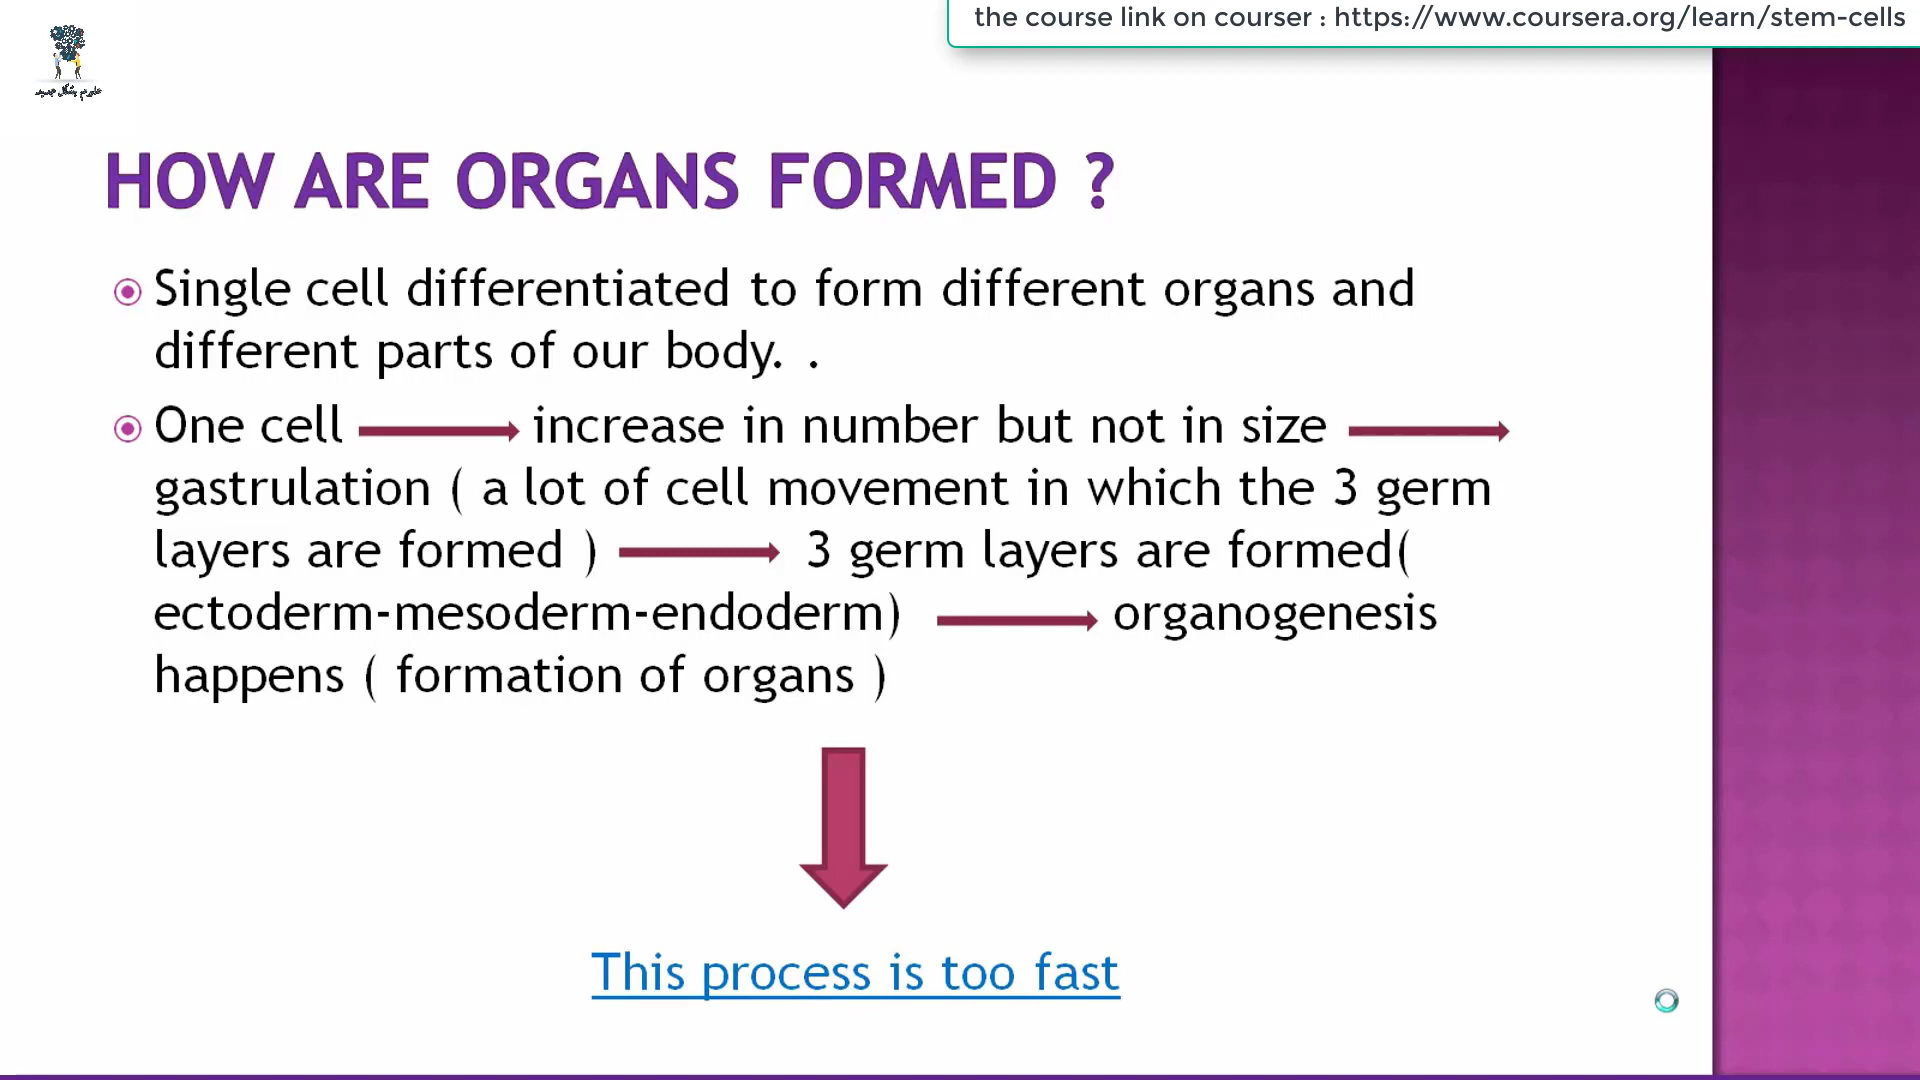 the course link on courser : https://www.coursera.org/learn/stem-cells
علوم بشكل جديد
HOW ARE ORGANS FORMED ?
Single cell differentiated to form different organs and
different parts of our body. .
One cell increase in number but not in size
gastrulation ( a lot of cell movement in which the 3 germ
layers are formed ) 3 germ layers are formed(
ectoderm-mesoderm-endoderm) organogenesis
happens ( formation of organs )
This process is too fast